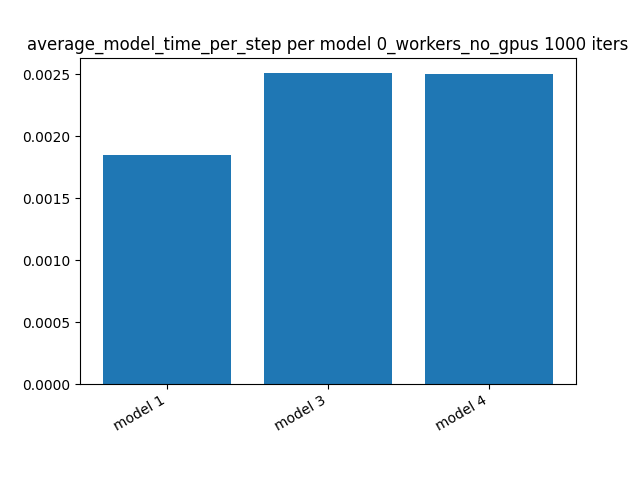 average_model_time_per_step per model 0_workers_no_gpus 1000 iters
0.0025
0.0020
0.0015
0.0010
0.0005
0.0000
model 1
model 3
model 4